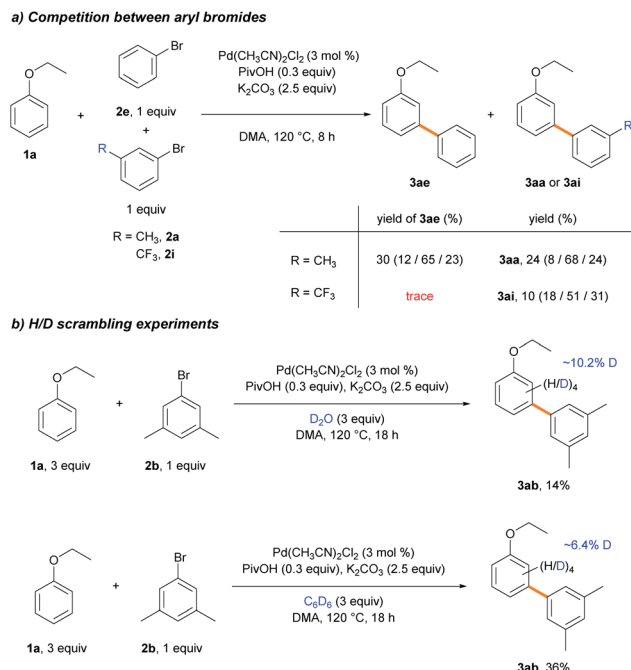 a) Competition between aryl bromides
O
Br
1a
+
2e, 1 equiv
+
R
Br
1 equiv
R = CH3, 2a
CF3, 2i
Pd(CH3CN)2Cl2 (3 mol %)
PivOH (0.3 equiv)
K2CO3 (2.5 equiv)
DMA, 120 °C, 8 h
O
3ae
+
O
R
3aa or 3ai
yield of 3ae (%) yield (%)
R = CH3 30 (12 / 65 / 23) 3aa, 24 (8 / 68 / 24)
R = CF3 trace 3ai, 10 (18 / 51 / 31)
b) H/D scrambling experiments
O
1a, 3 equiv
+
Br
2b, 1 equiv
Pd(CH3CN)2Cl2 (3 mol %)
PivOH (0.3 equiv), K2CO3 (2.5 equiv)
D2O (3 equiv)
DMA, 120 °C, 18 h
O
~10.2% D
(H/D)4
3ab, 14%
O
1a, 3 equiv
+
Br
2b, 1 equiv
Pd(CH3CN)2Cl2 (3 mol %)
PivOH (0.3 equiv), K2CO3 (2.5 equiv)
C6D6 (3 equiv)
DMA, 120 °C, 18 h
O
~6.4% D
(H/D)4
3ab, 36%